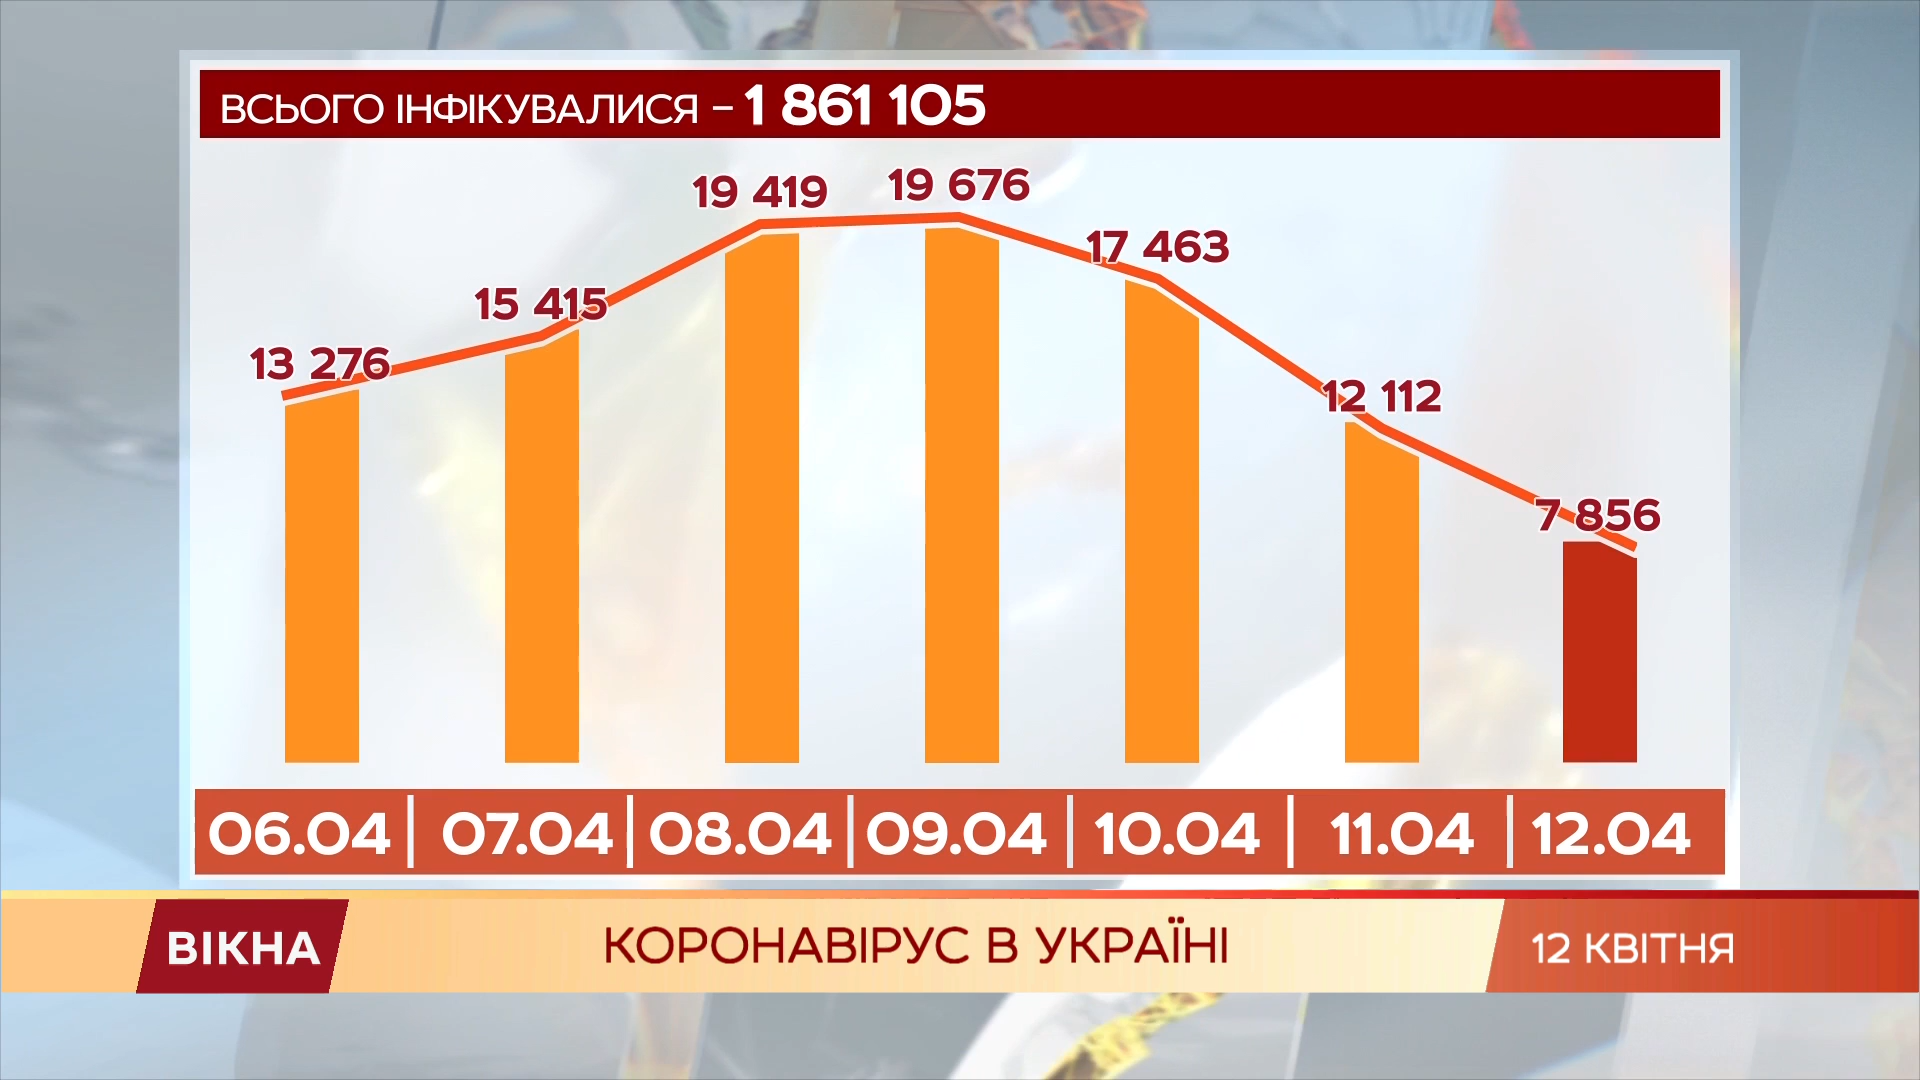 ВСЬОГО ІНФІКУВАЛИСЯ – 1 861 105
13 276
15 415
19 419
19 676
17 463
12 112
7 856
06.04 07.04 08.04 09.04 10.04 11.04 12.04
ВІКНА
КОРОНАВІРУС В УКРАЇНІ
12 КВІТНЯ